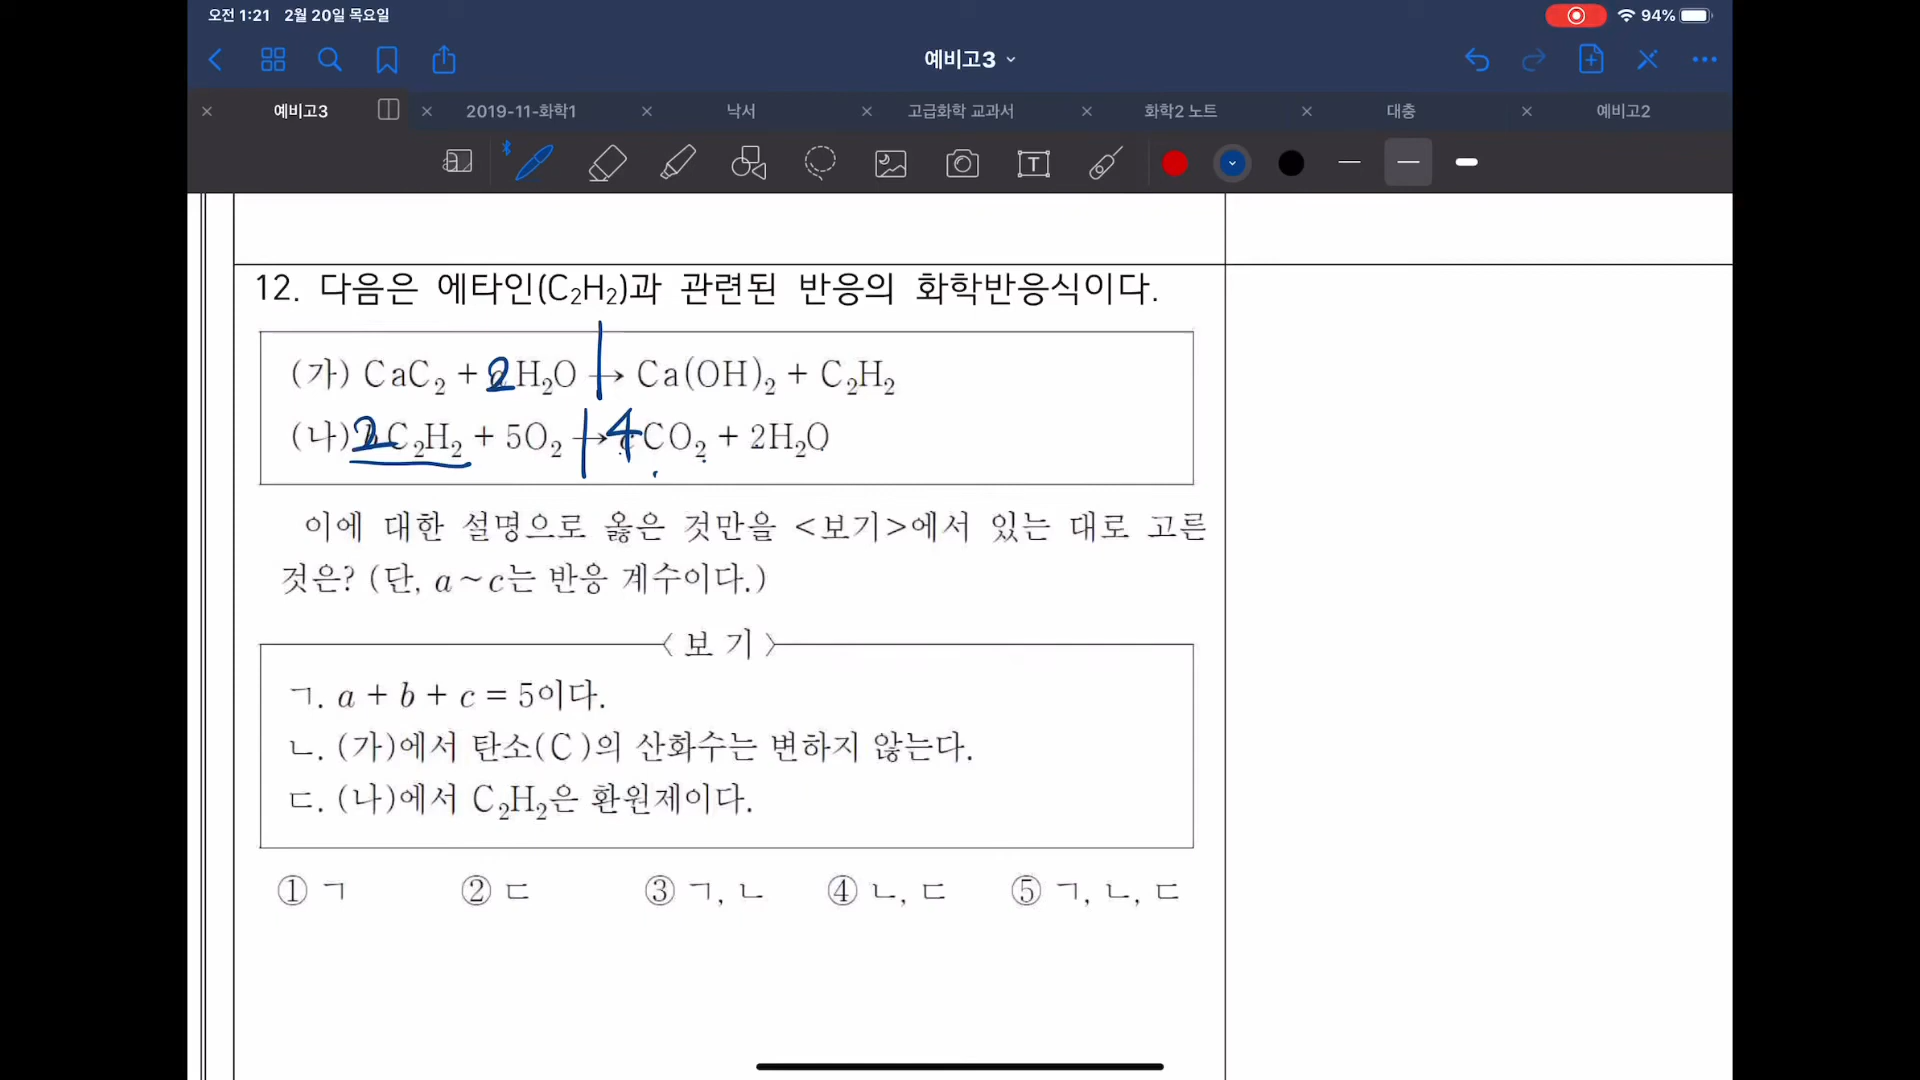 오전 1:21 2월 20일 목요일 94%
예비고3
예비고3 2019-11-화학1 낙서 고급화학 교과서 화학2 노트 대충 예비고2
12. 다음은 에타인(C₂H₂)과 관련된 반응의 화학반응식이다.
(가) CaC₂ + 2H₂O → Ca(OH)₂ + C₂H₂
(나) 2C₂H₂ + 5O₂ → 4CO₂ + 2H₂O
이에 대한 설명으로 옳은 것만을 <보기>에서 있는 대로 고른
것은? (단, a~c는 반응 계수이다.)
<보 기>
ㄱ. a + b + c = 5이다.
ㄴ. (가)에서 탄소(C)의 산화수는 변하지 않는다.
ㄷ. (나)에서 C₂H₂은 환원제이다.
① ㄱ ② ㄷ ③ ㄱ, ㄴ ④ ㄴ, ㄷ ⑤ ㄱ, ㄴ, ㄷ